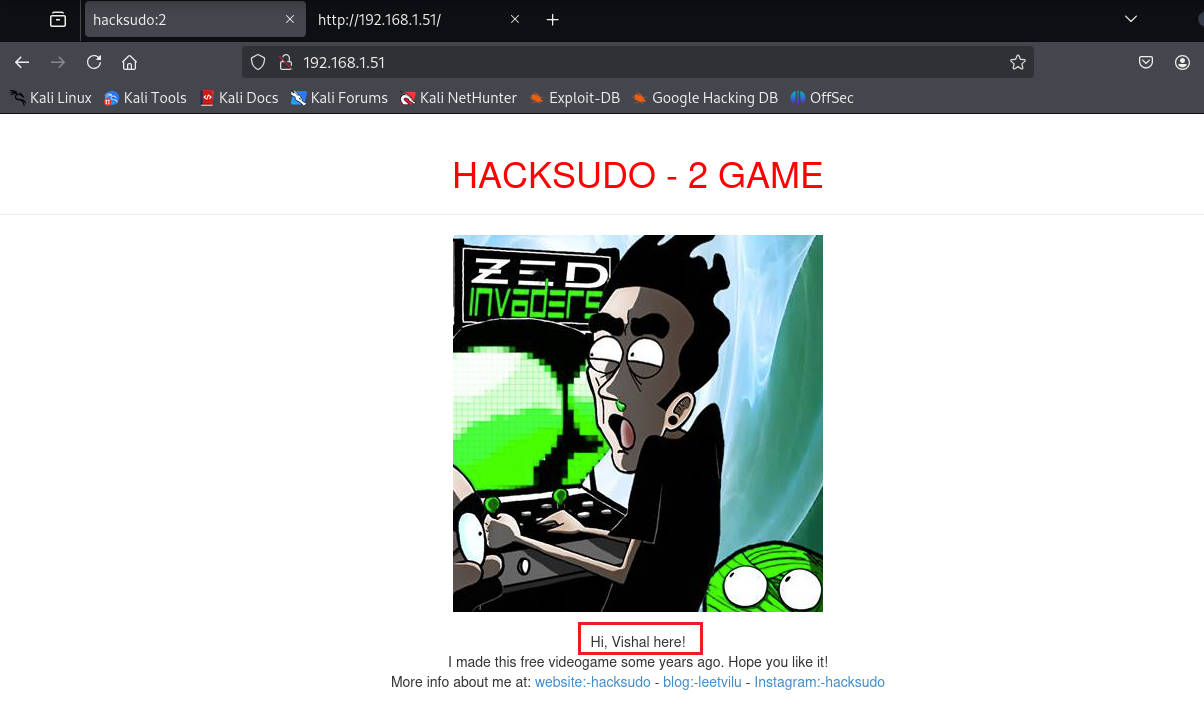 hacksudo:2 http://192.168.1.51/
192.168.1.51
Kali Linux Kali Tools Kali Docs Kali Forums Kali NetHunter Exploit-DB Google Hacking DB OffSec
HACKSUDO - 2 GAME
ZED
invaders
Hi, Vishal here!
I made this free videogame some years ago. Hope you like it!
More info about me at: website:-hacksudo - blog:-leetvilu - Instagram:-hacksudo